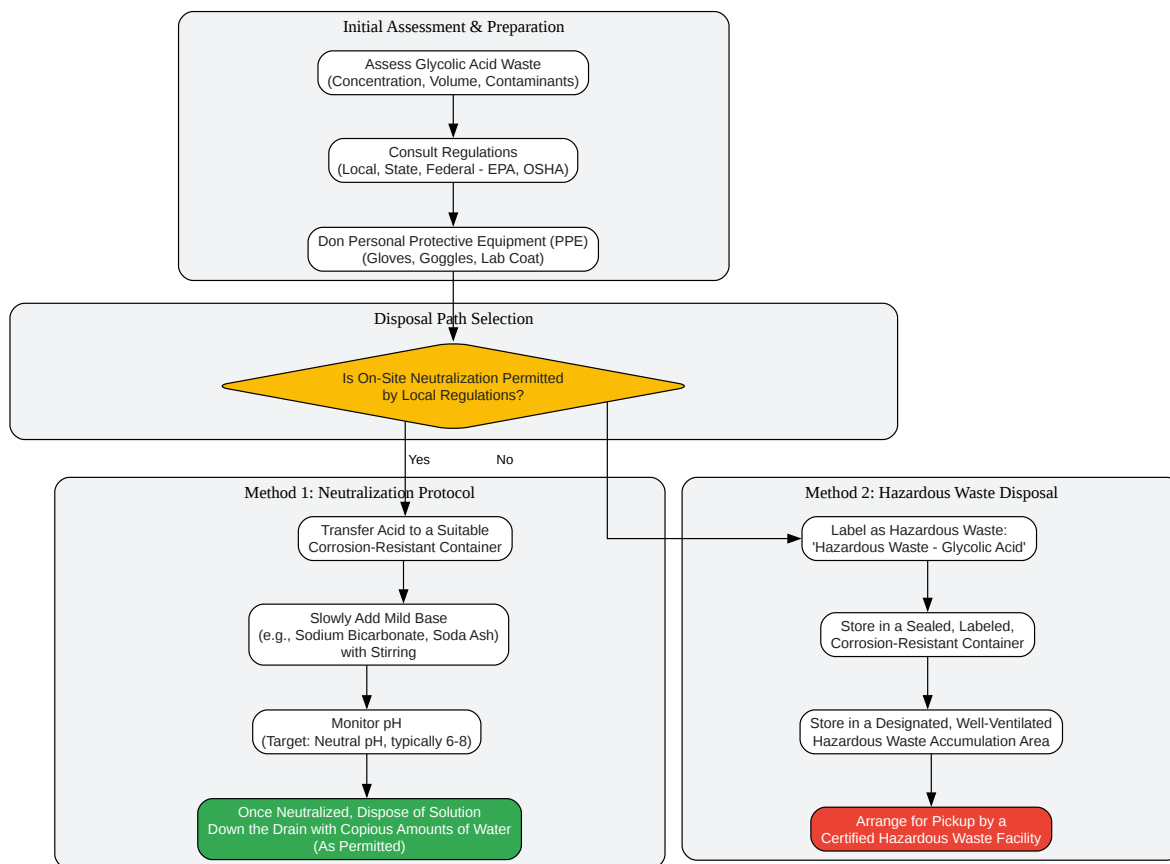 Initial Assessment & Preparation
Assess Glycolic Acid Waste
(Concentration, Volume, Contaminants)
Consult Regulations
(Local, State, Federal - EPA, OSHA)
Don Personal Protective Equipment (PPE)
(Gloves, Goggles, Lab Coat)
Disposal Path Selection
Is On-Site Neutralization Permitted
by Local Regulations?
Yes
No
Method 1: Neutralization Protocol
Transfer Acid to a Suitable
Corrosion-Resistant Container
Slowly Add Mild Base
(e.g., Sodium Bicarbonate, Soda Ash)
with Stirring
Monitor pH
(Target: Neutral pH, typically 6-8)
Once Neutralized, Dispose of Solution
Down the Drain with Copious Amounts of Water
(As Permitted)
Method 2: Hazardous Waste Disposal
Label as Hazardous Waste:
'Hazardous Waste - Glycolic Acid'
Store in a Sealed, Labeled,
Corrosion-Resistant Container
Store in a Designated, Well-Ventilated
Hazardous Waste Accumulation Area
Arrange for Pickup by a
Certified Hazardous Waste Facility